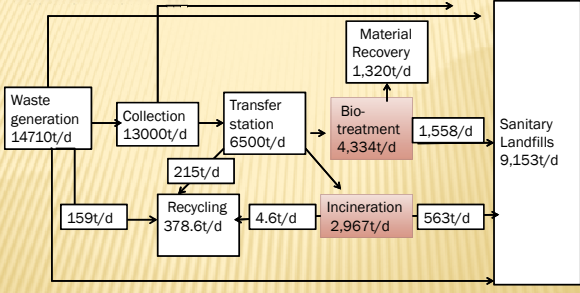 Material
Recovery
1,320t/d
Waste
generation
14710t/d
Collection
13000t/d
Transfer
station
6500t/d
Bio-
treatment
4,334t/d
1,558/d
Sanitary
Landfills
9,153t/d
215t/d
159t/d
Recycling
378.6t/d
4.6t/d
Incineration
2,967t/d
563t/d